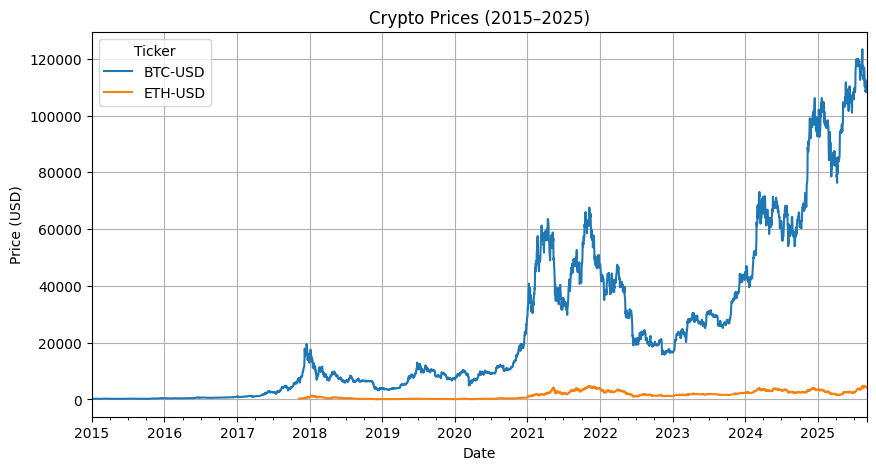 Crypto Prices (2015–2025)
Ticker
BTC-USD
ETH-USD
Price (USD)
120000
100000
80000
60000
40000
20000
0
2015 2016 2017 2018 2019 2020 2021 2022 2023 2024 2025
Date